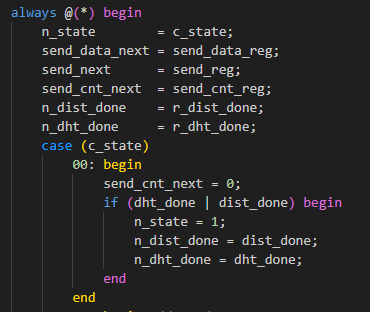 always @(*) begin
    n_state        = c_state;
    send_data_next = send_data_reg;
    send_next      = send_reg;
    send_cnt_next  = send_cnt_reg;
    n_dist_done    = r_dist_done;
    n_dht_done     = r_dht_done;
    case (c_state)
        00: begin
            send_cnt_next = 0;
            if (dht_done | dist_done) begin
                n_state = 1;
                n_dist_done = dist_done;
                n_dht_done = dht_done;
            end
        end